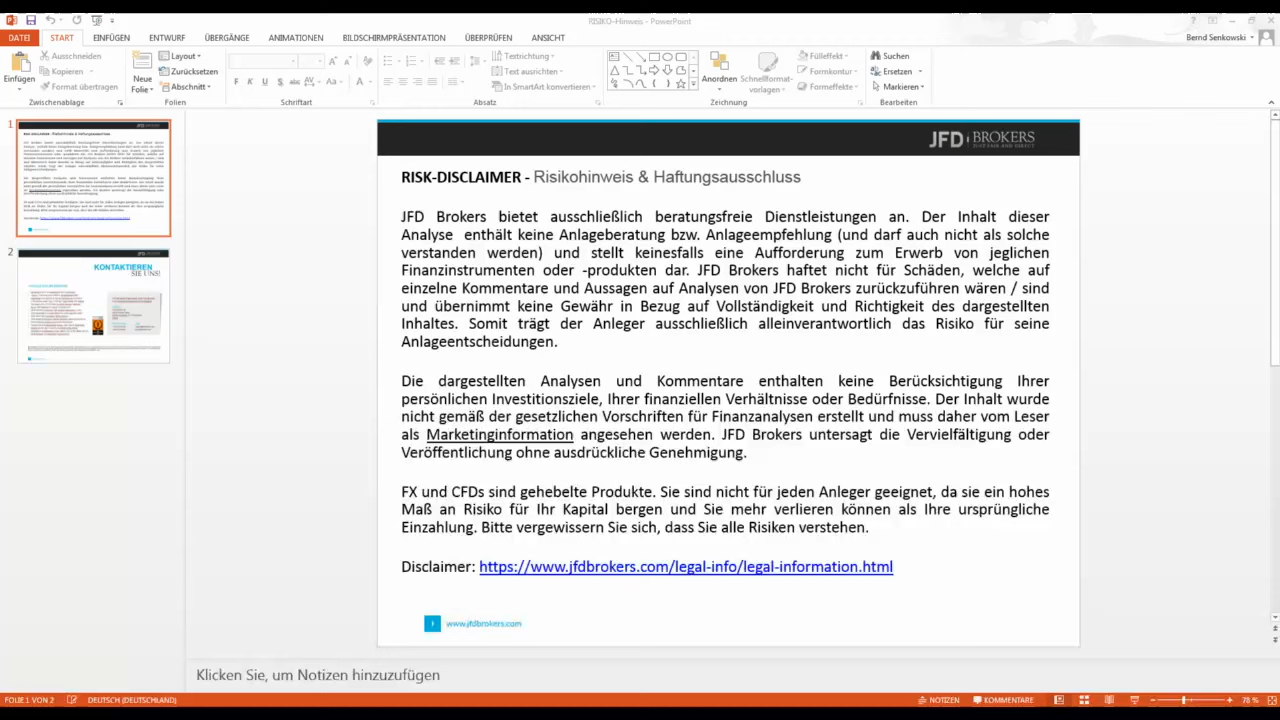 RISIKO-Hinweis - PowerPoint
Bernd Senkowski
DATEI START EINFÜGEN ENTWURF ÜBERGÄNGE ANIMATIONEN BILDSCHIRMPRÄSENTATION ÜBERPRÜFEN ANSICHT
Einfügen
Ausschneiden
Kopieren
Format übertragen
Zwischenablage
Neue
Folie
Layout
Zurücksetzen
Abschnitt
Folien
F K U S abc AV Aa A
Schriftart
Textrichtung
Text ausrichten
In SmartArt konvertieren
Absatz
Anordnen
Schnellformat-
vorlagen
Fülleffekt
Formkontur
Formeffekte
Zeichnung
Suchen
Ersetzen
Markieren
Bearbeiten
1
2
KONTAKTIEREN
SIE UNS!
JFD BROKERS
RISK-DISCLAIMER - Risikohinweis & Haftungsausschluss
JFD Brokers bietet ausschließlich beratungsfreie Dienstleistungen an. Der Inhalt dieser
Analyse enthält keine Anlageberatung bzw. Anlageempfehlung (und darf auch nicht als solche
verstanden werden) und stellt keinesfalls eine Aufforderung zum Erwerb von jeglichen
Finanzinstrumenten oder -produkten dar. JFD Brokers haftet nicht für Schäden, welche auf
einzelne Kommentare und Aussagen auf Analysen von JFD Brokers zurückzuführen wären / sind
und übernimmt keine Gewähr in Bezug auf Vollständigkeit und Richtigkeit des dargestellten
Inhaltes. Somit trägt der Anleger ausschließlich alleinverantwortlich das Risiko für seine
Anlageentscheidungen.
Die dargestellten Analysen und Kommentare enthalten keine Berücksichtigung Ihrer
persönlichen Investitionsziele, Ihrer finanziellen Verhältnisse oder Bedürfnisse. Der Inhalt wurde
nicht gemäß der gesetzlichen Vorschriften für Finanzanalysen erstellt und muss daher vom Leser
als Marketinginformation angesehen werden. JFD Brokers untersagt die Vervielfältigung oder
Veröffentlichung ohne ausdrückliche Genehmigung.
FX und CFDs sind gehebelte Produkte. Sie sind nicht für jeden Anleger geeignet, da sie ein hohes
Maß an Risiko für Ihr Kapital bergen und Sie mehr verlieren können als Ihre ursprüngliche
Einzahlung. Bitte vergewissern Sie sich, dass Sie alle Risiken verstehen.
Disclaimer: https://www.jfdbrokers.com/legal-info/legal-information.html
www.jfdbrokers.com
Klicken Sie, um Notizen hinzuzufügen
FOLIE 1 VON 2 DEUTSCH (DEUTSCHLAND) NOTIZEN KOMMENTARE 78 %